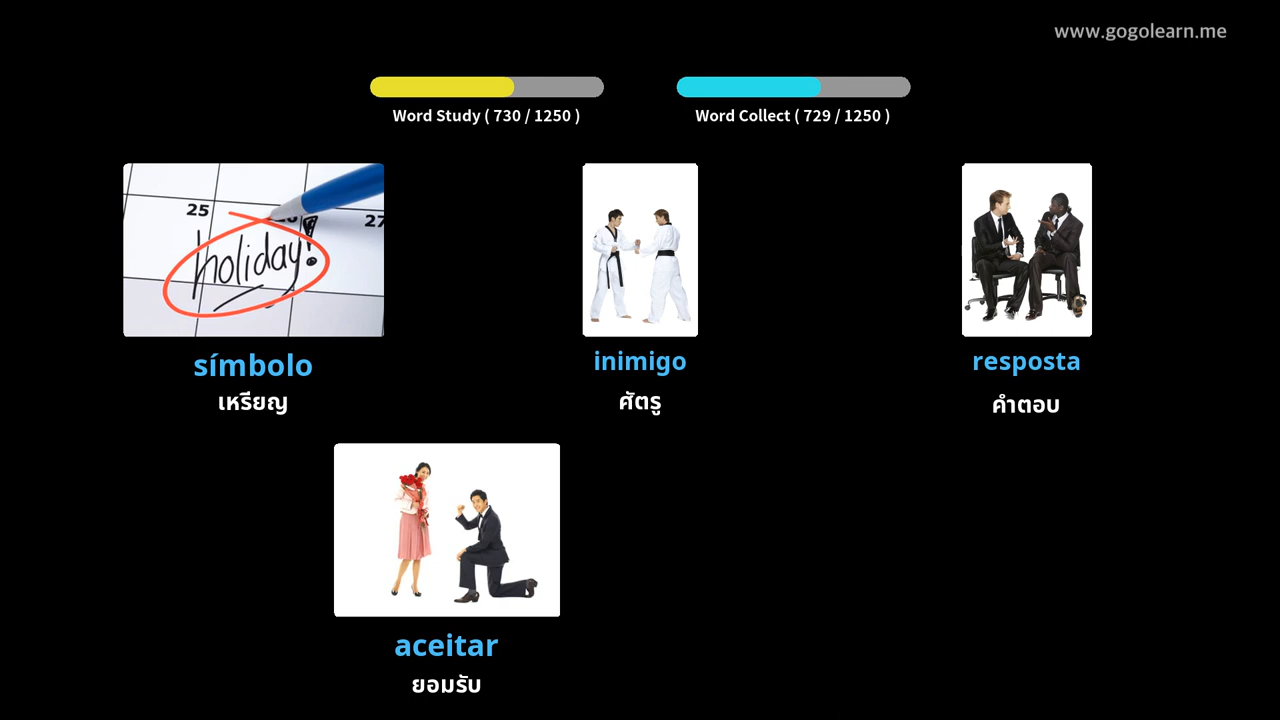 www.gogolearn.me
Word Study ( 730 / 1250 )
Word Collect ( 729 / 1250 )
25
27
holiday!
símbolo
inimigo
resposta
เหรียญ
ศัตรู
คำตอบ
aceitar
ยอมรับ